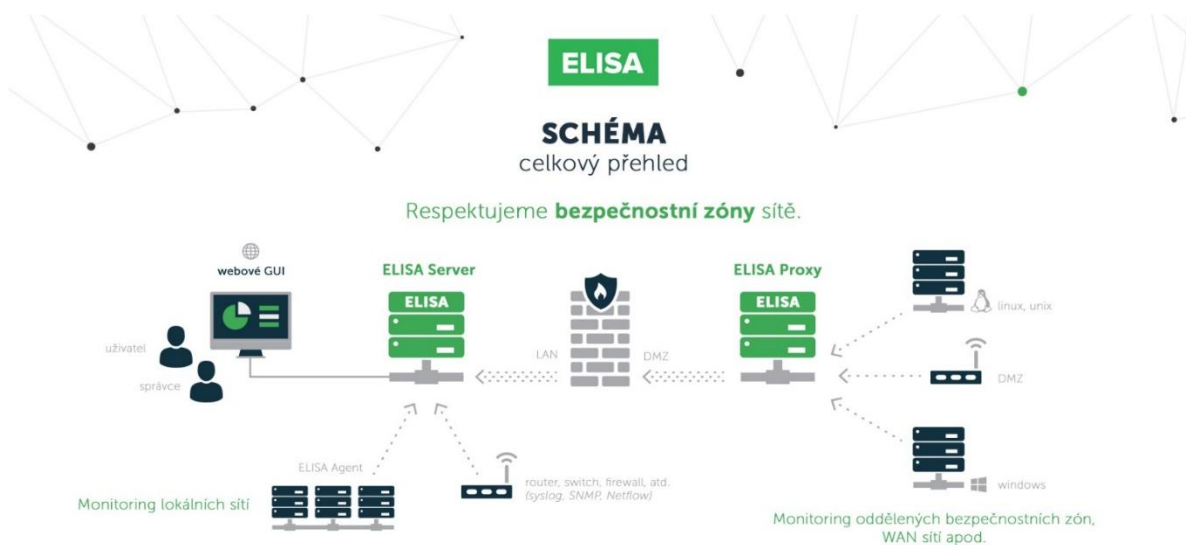 ELISA
SCHÉMA
celkový přehled
Respektujeme bezpečnostní zóny sítě.
webové GUI
uživatel
správce
ELISA Server
ELISA
LAN
DMZ
ELISA Proxy
ELISA
linux, unix
DMZ
windows
ELISA Agent
router, switch, firewall, atd.
(syslog, SNMP, Netflow)
Monitoring lokálních sítí
Monitoring oddělených bezpečnostních zón,
WAN sítí apod.